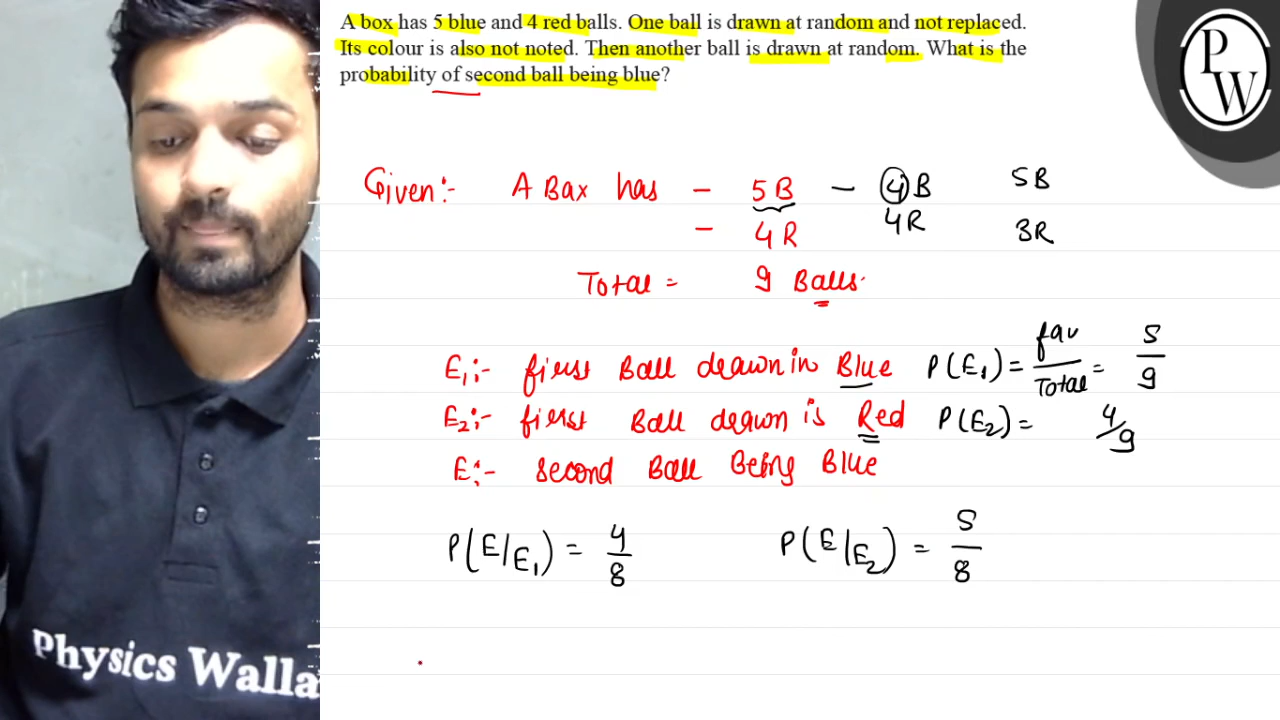 A box has 5 blue and 4 red balls. One ball is drawn at random and not replaced.
Its colour is also not noted. Then another ball is drawn at random. What is the
probability of second ball being blue?
PW
Given:- A Bax has - 5B - 4B 5B
- 4R 4R 3R
Total = 9 Balls.
E₁:- first Ball drawn in Blue P(E₁) = fav/Total = 5/9
E₂:- first Ball drawn is Red P(E₂) = 4/9
E:- Second Ball Being Blue
P(E/E₁) = 4/8 P(E/E₂) = 5/8
Physics Walla